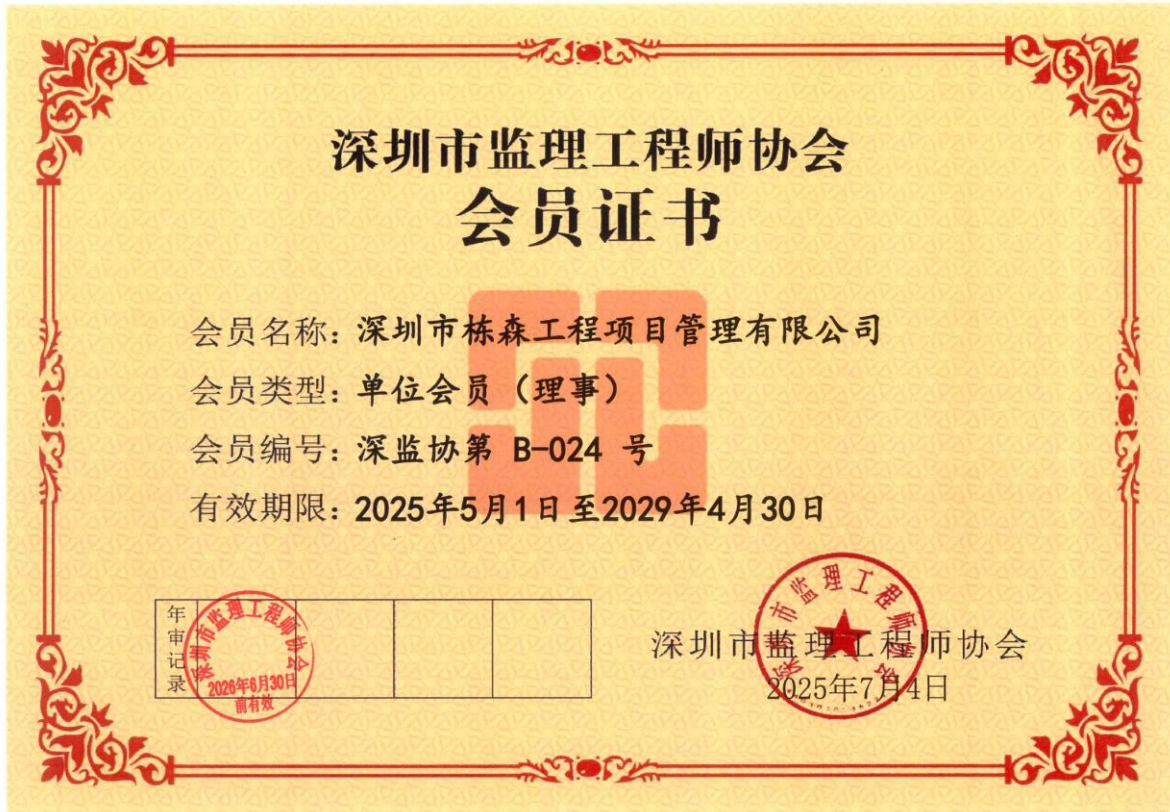 深圳市监理工程师协会
会员证书
会员名称：深圳市栋森工程项目管理有限公司
会员类型：单位会员（理事）
会员编号：深监协第 B-024 号
有效期限：2025年5月1日至2029年4月30日
年审记录
深圳市监理工程师协会
2026年6月30日
前有效
深圳市监理工程师协会
深圳市监理工程师协会
2025年7月4日